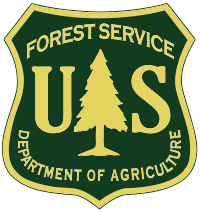 FOREST SERVICE
U S
DEPARTMENT OF AGRICULTURE